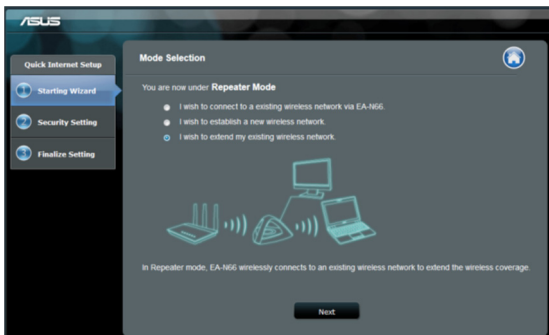 ASUS
Quick Internet Setup
1 Starting Wizard
2 Security Setting
3 Finalize Setting
Mode Selection
You are now under Repeater Mode
I wish to connect to a existing wireless network via EA-N66.
I wish to establish a new wireless network.
I wish to extend my existing wireless network.
In Repeater mode, EA-N66 wirelessly connects to an existing wireless network to extend the wireless coverage.
Next